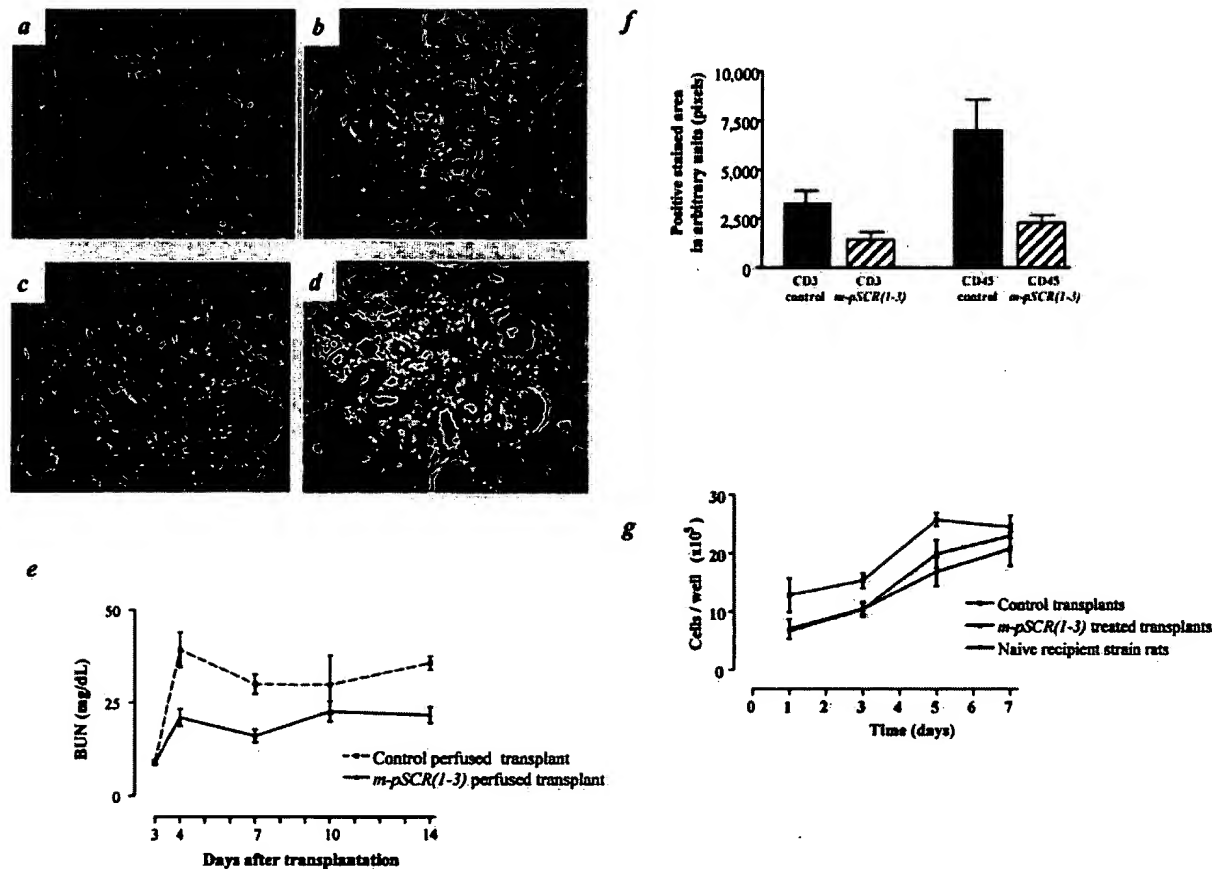 a
b
c
d
f
10,000
7,500
5,000
2,500
0
Positive stained area
in arbitrary units (pixels)
CD3
control
CD3
m-pSCR(1-3)
CD45
control
CD45
m-pSCR(1-3)
e
50
25
0
BUN (mg/dL)
Control perfused transplant
m-pSCR(1-3) perfused transplant
3 4 7 10 14
Days after transplantation
g
30
20
10
0
Cells / well (x10⁵)
Control transplants
m-pSCR(1-3) treated transplants
Naive recipient strain rats
0 1 2 3 4 5 6 7
Time (days)